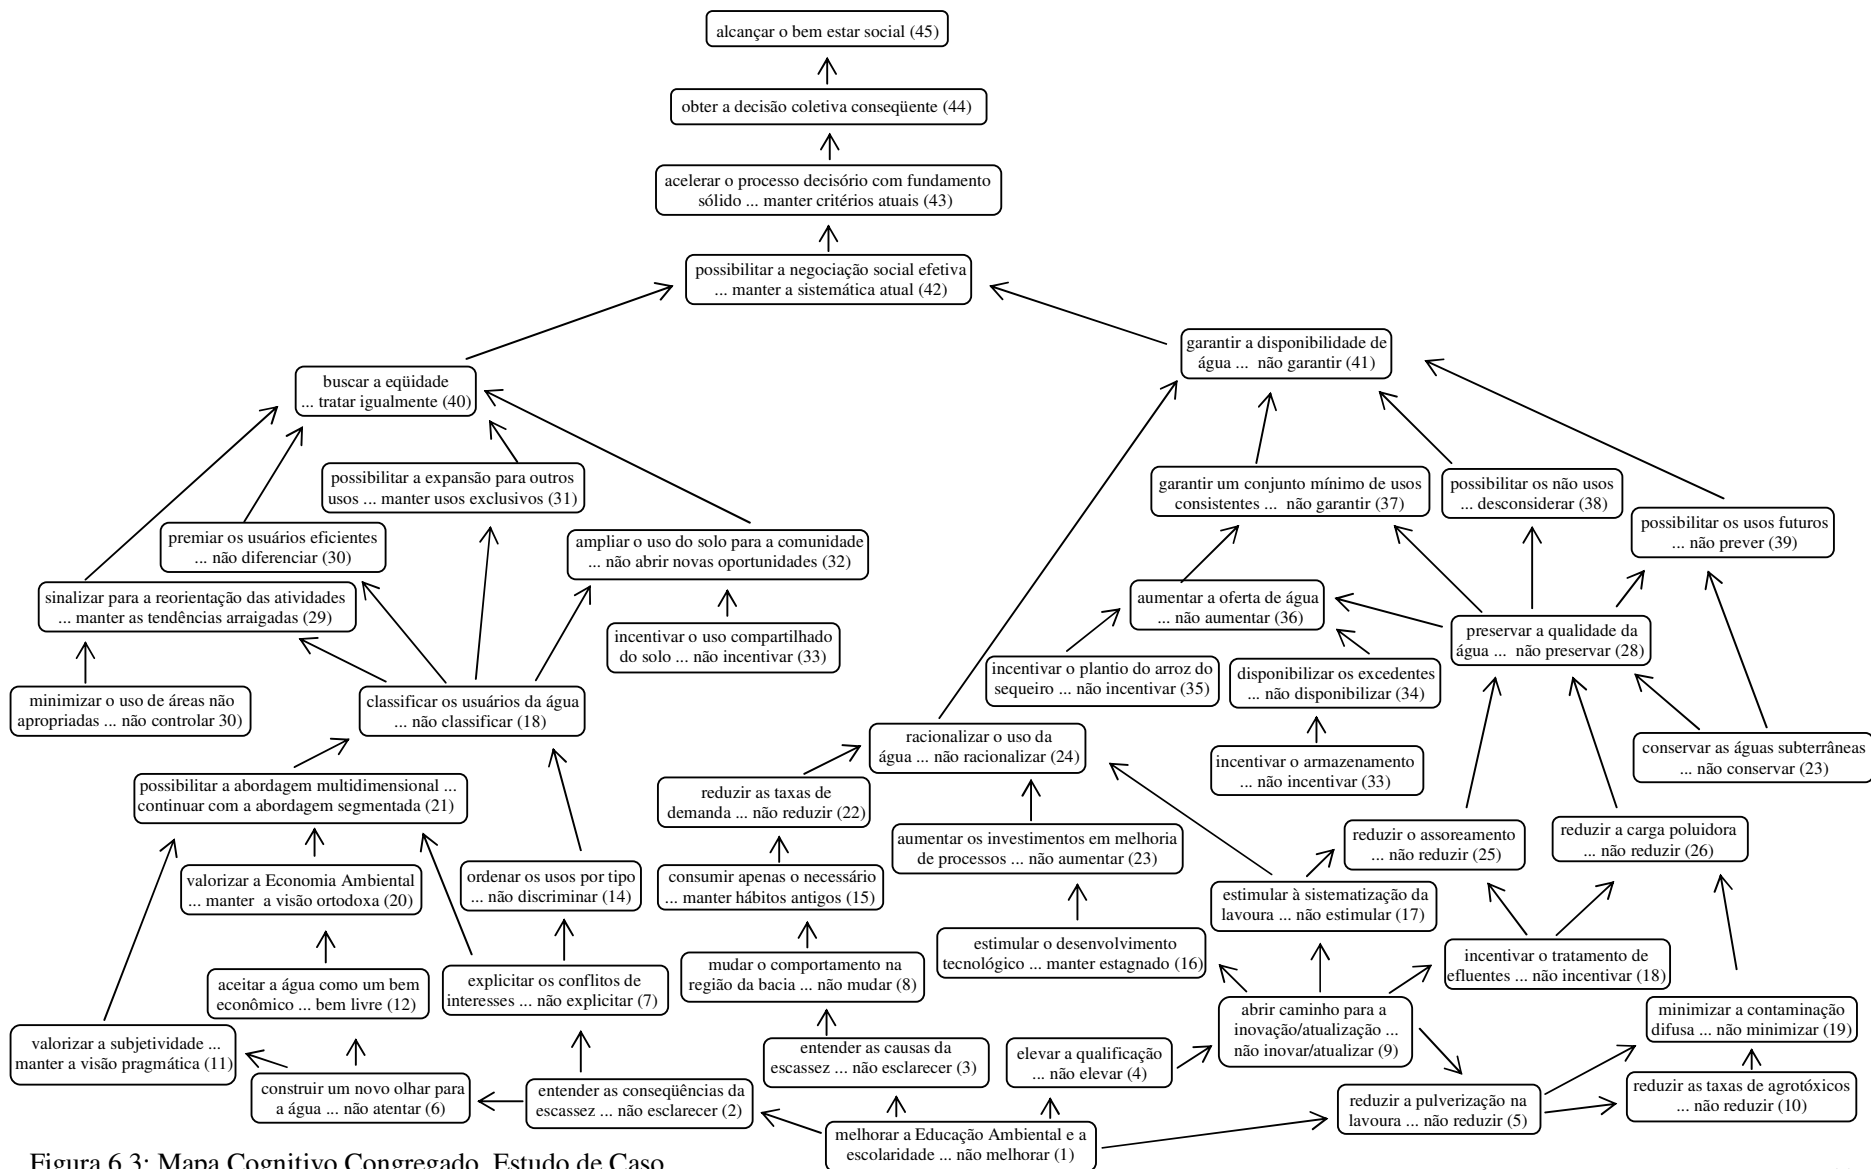 alcançar o bem estar social (45)
obter a decisão coletiva conseqüente (44)
acelerar o processo decisório com fundamento
sólido ... manter critérios atuais (43)
possibilitar a negociação social efetiva
... manter a sistemática atual (42)
garantir a disponibilidade de
água ... não garantir (41)
buscar a eqüidade
... tratar igualmente (40)
possibilitar a expansão para outros
usos ... manter usos exclusivos (31)
garantir um conjunto mínimo de usos
consistentes ... não garantir (37)
possibilitar os não usos
... desconsiderar (38)
possibilitar os usos futuros
... não prever (39)
premiar os usuários eficientes
... não diferenciar (30)
ampliar o uso do solo para a comunidade
... não abrir novas oportunidades (32)
sinalizar para a reorientação das atividades
... manter as tendências arraigadas (29)
aumentar a oferta de água
... não aumentar (36)
incentivar o uso compartilhado
do solo ... não incentivar (33)
preservar a qualidade da
água ... não preservar (28)
incentivar o plantio do arroz do
sequeiro ... não incentivar (35)
disponibilizar os excedentes
... não disponibilizar (34)
minimizar o uso de áreas não
apropriadas ... não controlar 30)
classificar os usuários da água
... não classificar (18)
racionalizar o uso da
água ... não racionalizar (24)
incentivar o armazenamento
... não incentivar (33)
conservar as águas subterrâneas
... não conservar (23)
possibilitar a abordagem multidimensional ...
continuar com a abordagem segmentada (21)
reduzir as taxas de
demanda ... não reduzir (22)
aumentar os investimentos em melhoria
de processos ... não aumentar (23)
reduzir o assoreamento
... não reduzir (25)
reduzir a carga poluidora
... não reduzir (26)
valorizar a Economia Ambiental
... manter a visão ortodoxa (20)
ordenar os usos por tipo
... não discriminar (14)
consumir apenas o necessário
... manter hábitos antigos (15)
estimular à sistematização da
lavoura ... não estimular (17)
estimular o desenvolvimento
tecnológico ... manter estagnado (16)
incentivar o tratamento de
efluentes ... não incentivar (18)
aceitar a água como um bem
econômico ... bem livre (12)
explicitar os conflitos de
interesses ... não explicitar (7)
mudar o comportamento na
região da bacia ... não mudar (8)
abrir caminho para a
inovação/atualização ...
não inovar/atualizar (9)
minimizar a contaminação
difusa ... não minimizar (19)
valorizar a subjetividade ...
manter a visão pragmática (11)
entender as causas da
escassez ... não esclarecer (3)
elevar a qualificação
... não elevar (4)
construir um novo olhar para
a água ... não atentar (6)
entender as conseqüências da
escassez ... não esclarecer (2)
reduzir a pulverização na
lavoura ... não reduzir (5)
reduzir as taxas de agrotóxicos
... não reduzir (10)
melhorar a Educação Ambiental e a
escolaridade ... não melhorar (1)
Figura 6.3: Mapa Cognitivo Congregado, Estudo de Caso